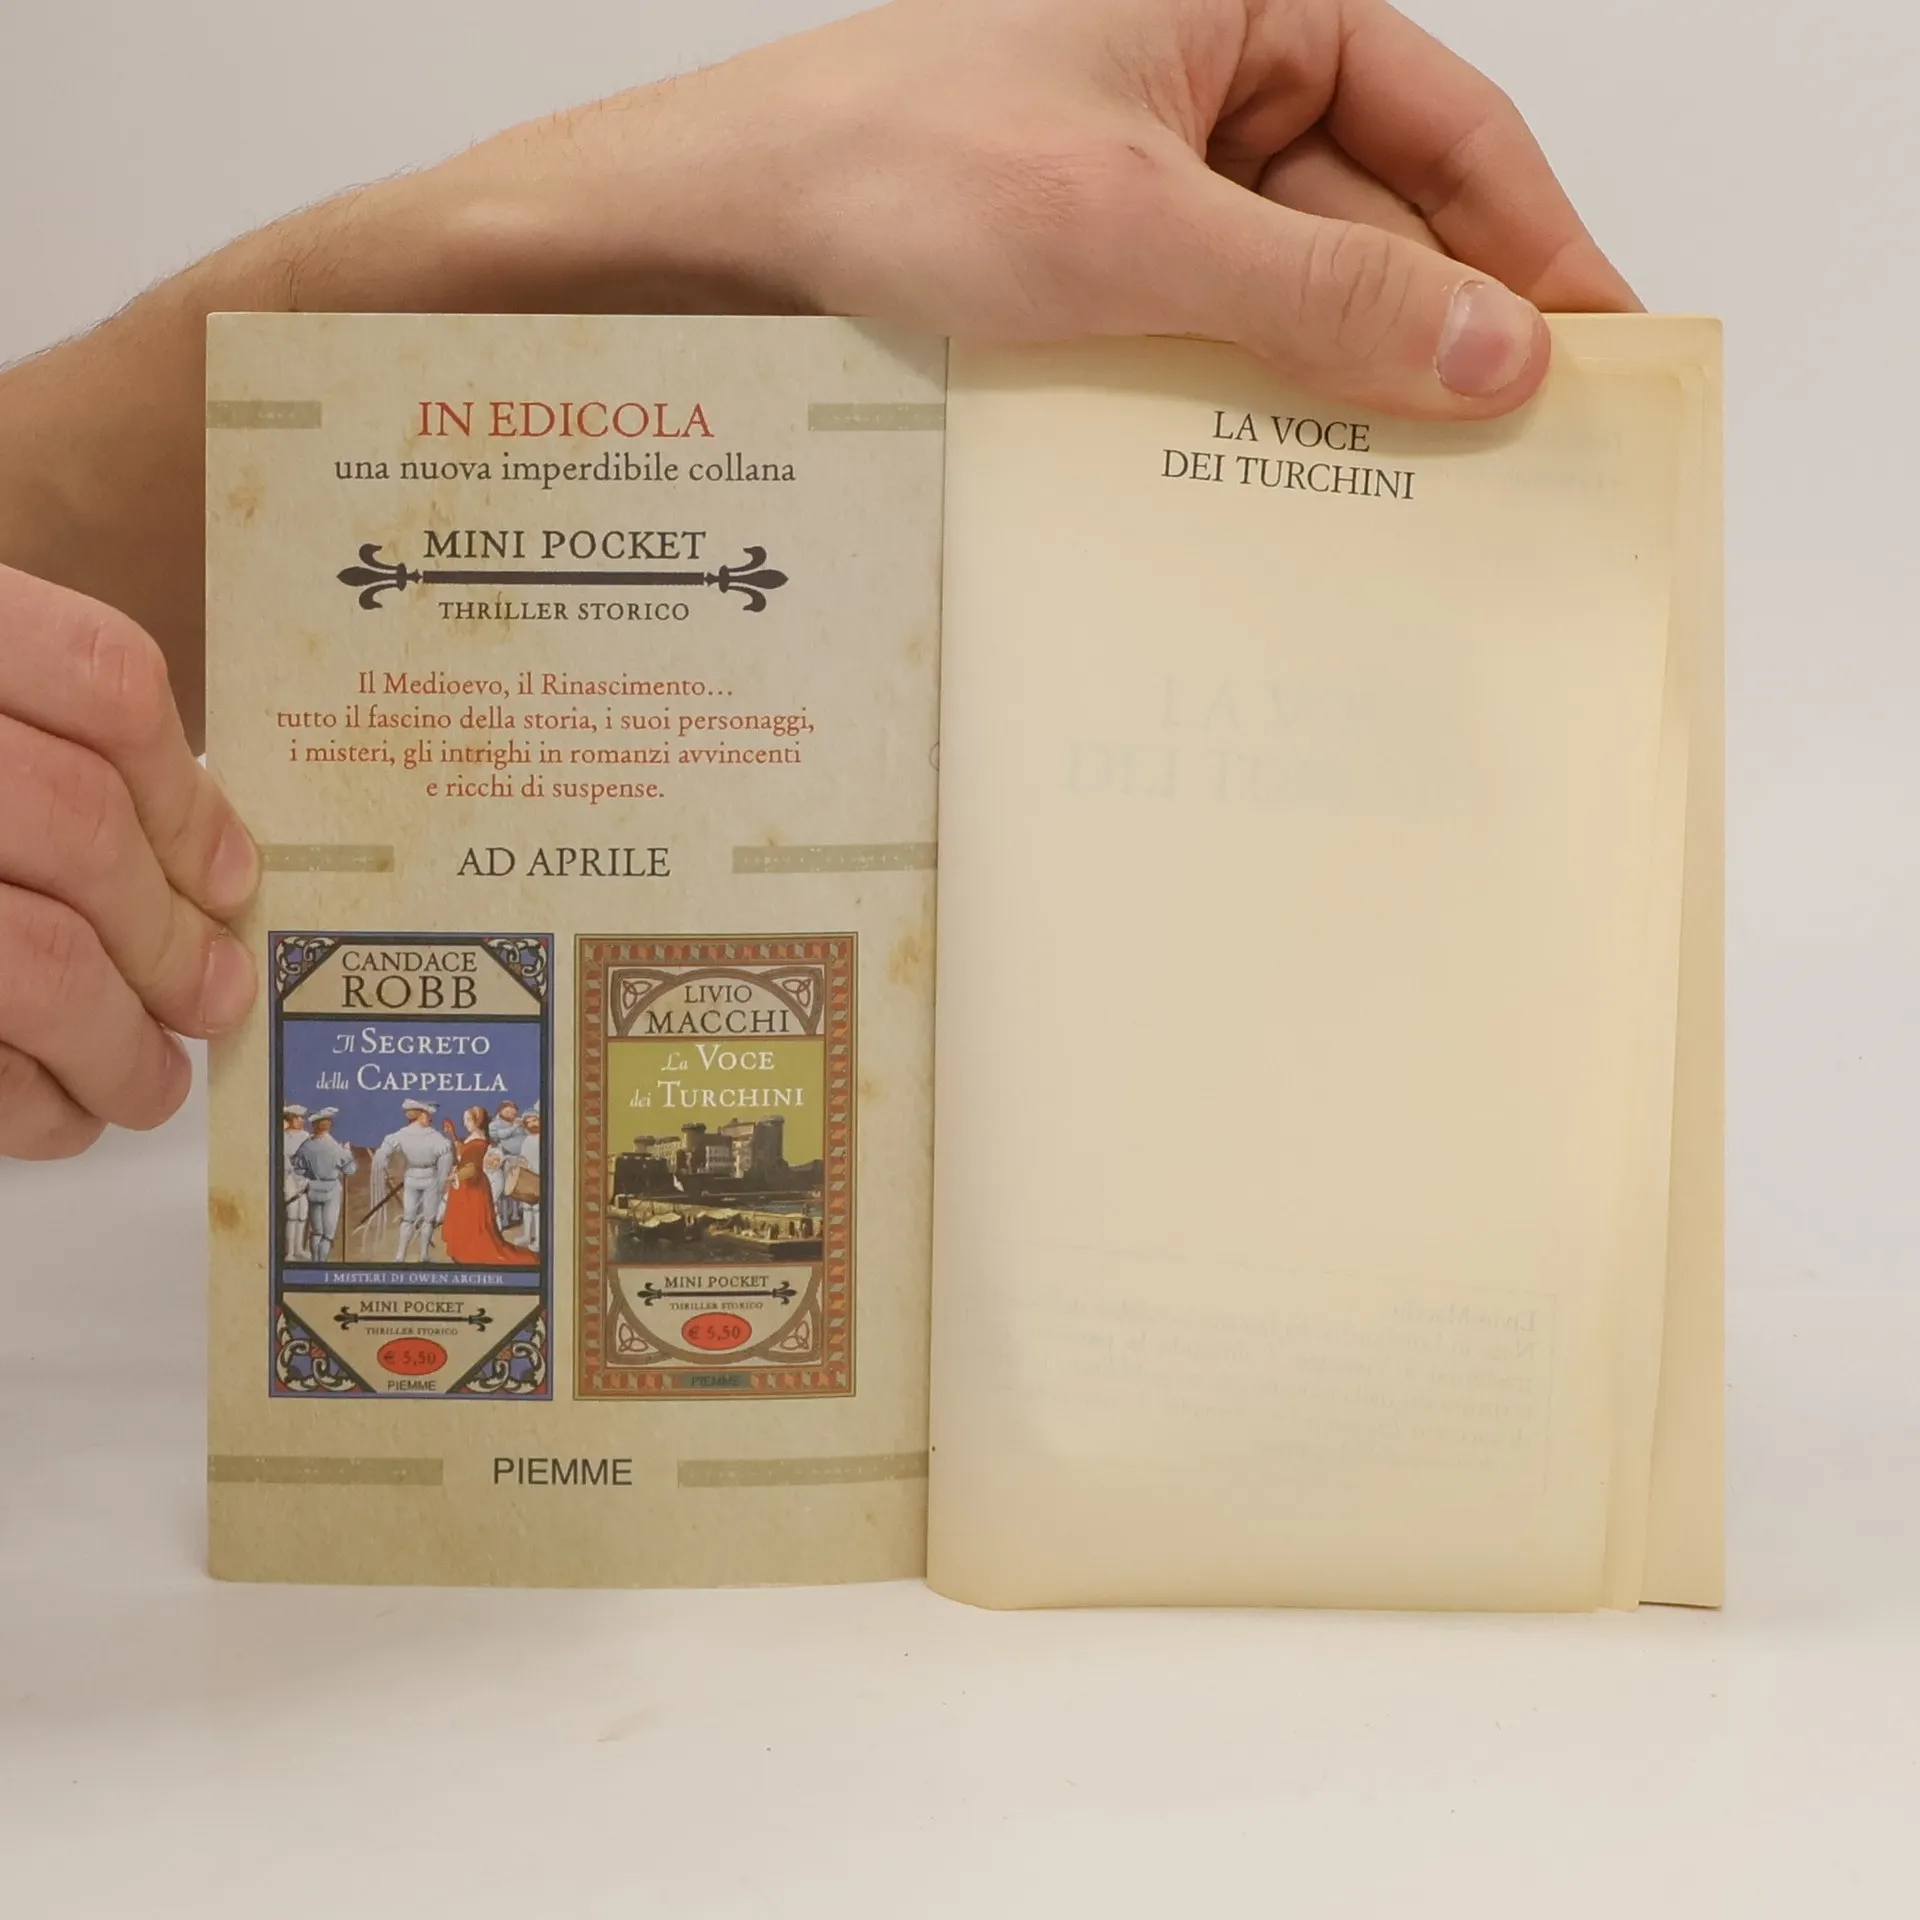 IN EDICOLA
una nuova imperdibile collana
MINI POCKET
THRILLER STORICO
Il Medioevo, il Rinascimento...
tutto il fascino della storia, i suoi personaggi,
i misteri, gli intrighi in romanzi avvincenti
e ricchi di suspense.
AD APRILE
CANDACE
ROBB
Il SEGRETO
della CAPPELLA
I MISTERI DI OWEN ARCHER
MINI POCKET
THRILLER STORICO
€ 5,50
PIEMME
LIVIO
MACCHI
La VOCE
dei TURCHINI
MINI POCKET
THRILLER STORICO
€ 5,50
PIEMME
PIEMME
LA VOCE
DEI TURCHINI